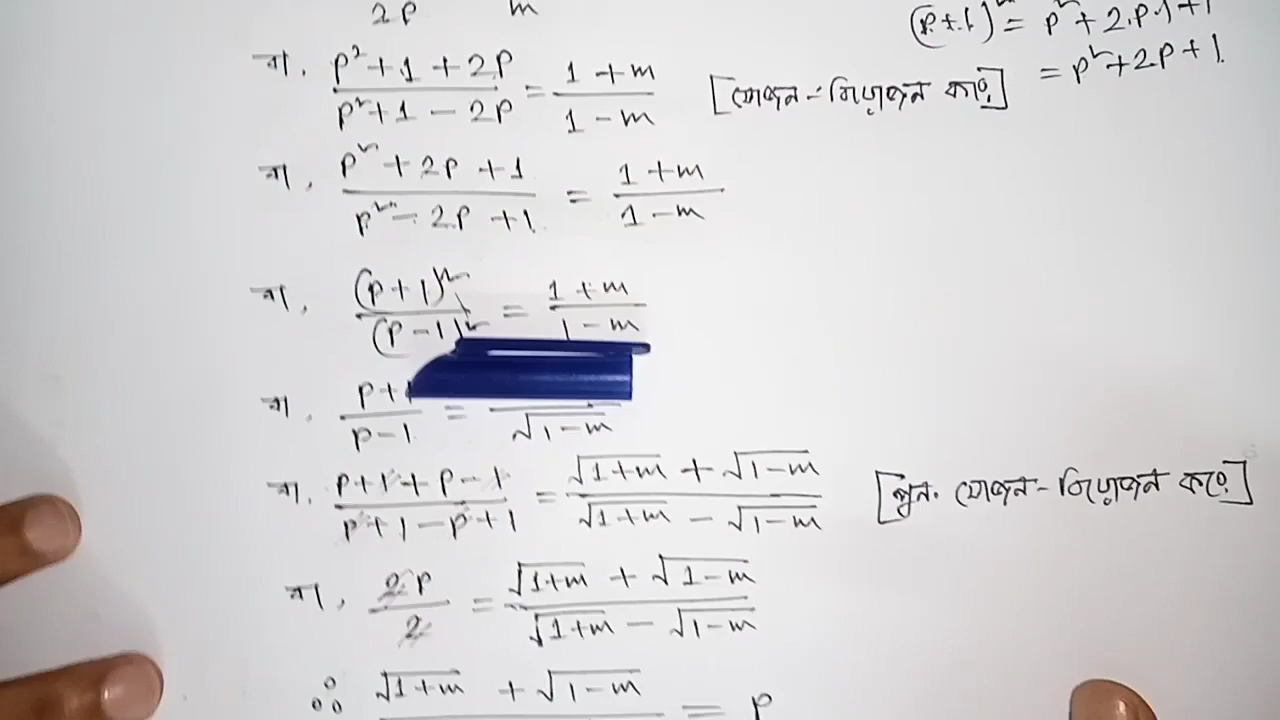 2p m
(p+1)² = p² + 2.p.1 + 1
= p² + 2p + 1
বা, (p² + 1 + 2p)/(p² + 1 - 2p) = (1 + m)/(1 - m) [যোজন-বিয়োজন করে]
বা, (p² + 2p + 1)/(p² - 2p + 1) = (1 + m)/(1 - m)
বা, (p + 1)²/(p - 1)² = (1 + m)/(1 - m)
বা, (p + 1)/(p - 1) = /√(1 - m)
বা, (p + 1 + p - 1)/(p + 1 - p + 1) = (√(1+m) + √(1-m))/(√(1+m) - √(1-m)) [পুন. যোজন-বিয়োজন করে]
বা, 2p/2 = (√(1+m) + √(1-m))/(√(1+m) - √(1-m))
∴ √(1+m) + √(1-m) = p